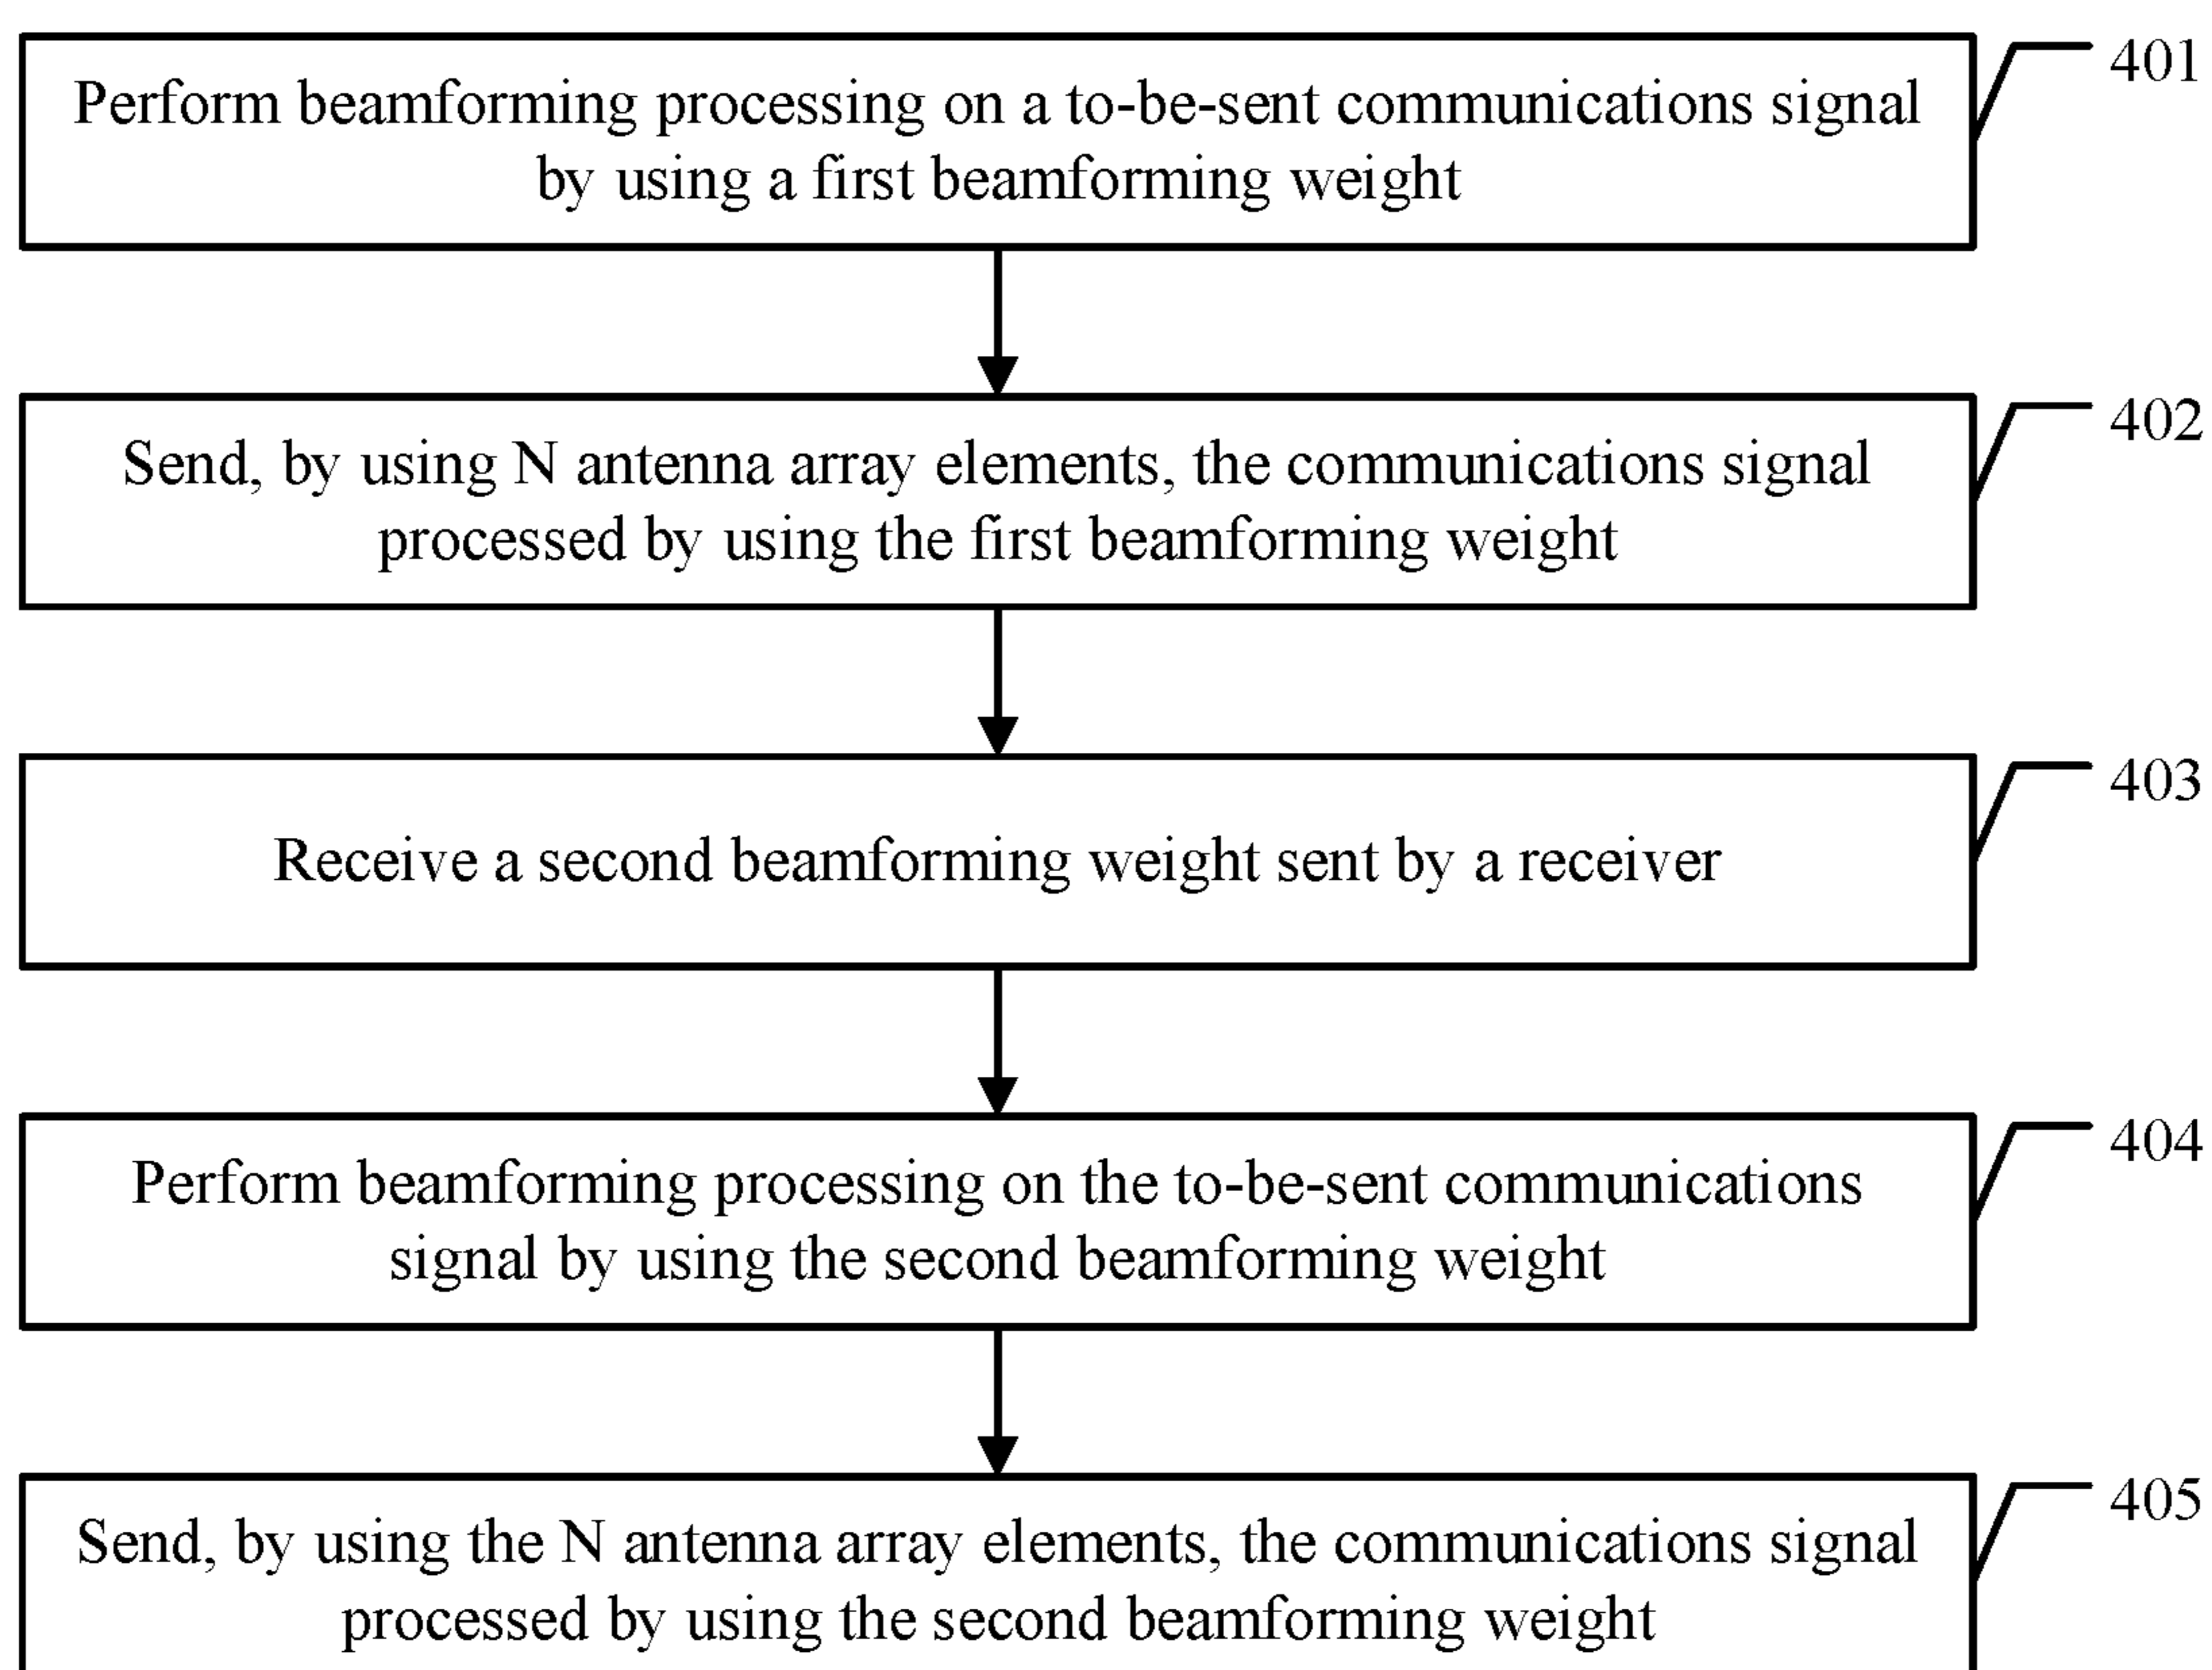 Perform beamforming processing on a to-be-sent communications signal
by using a first beamforming weight
401
Send, by using N antenna array elements, the communications signal
processed by using the first beamforming weight
402
Receive a second beamforming weight sent by a receiver
403
Perform beamforming processing on the to-be-sent communications
signal by using the second beamforming weight
404
Send, by using the N antenna array elements, the communications signal
processed by using the second beamforming weight
405